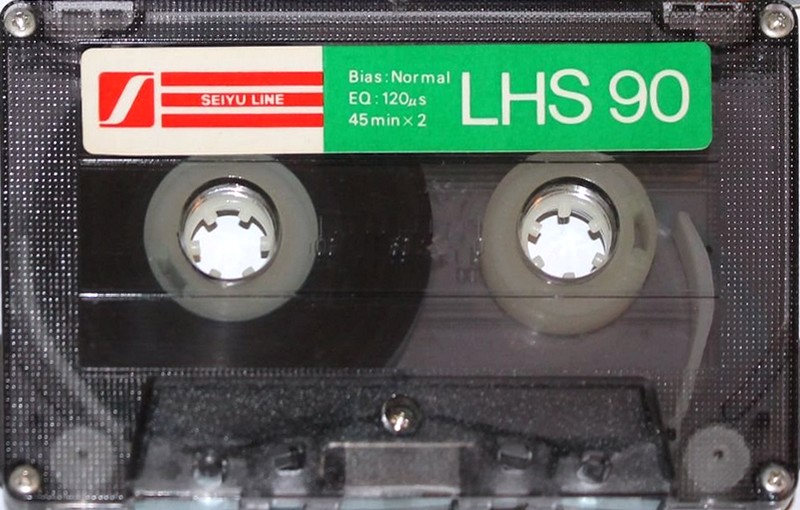 SEIYU LINE
Bias:Normal
EQ:120μs
45min×2
LHS 90